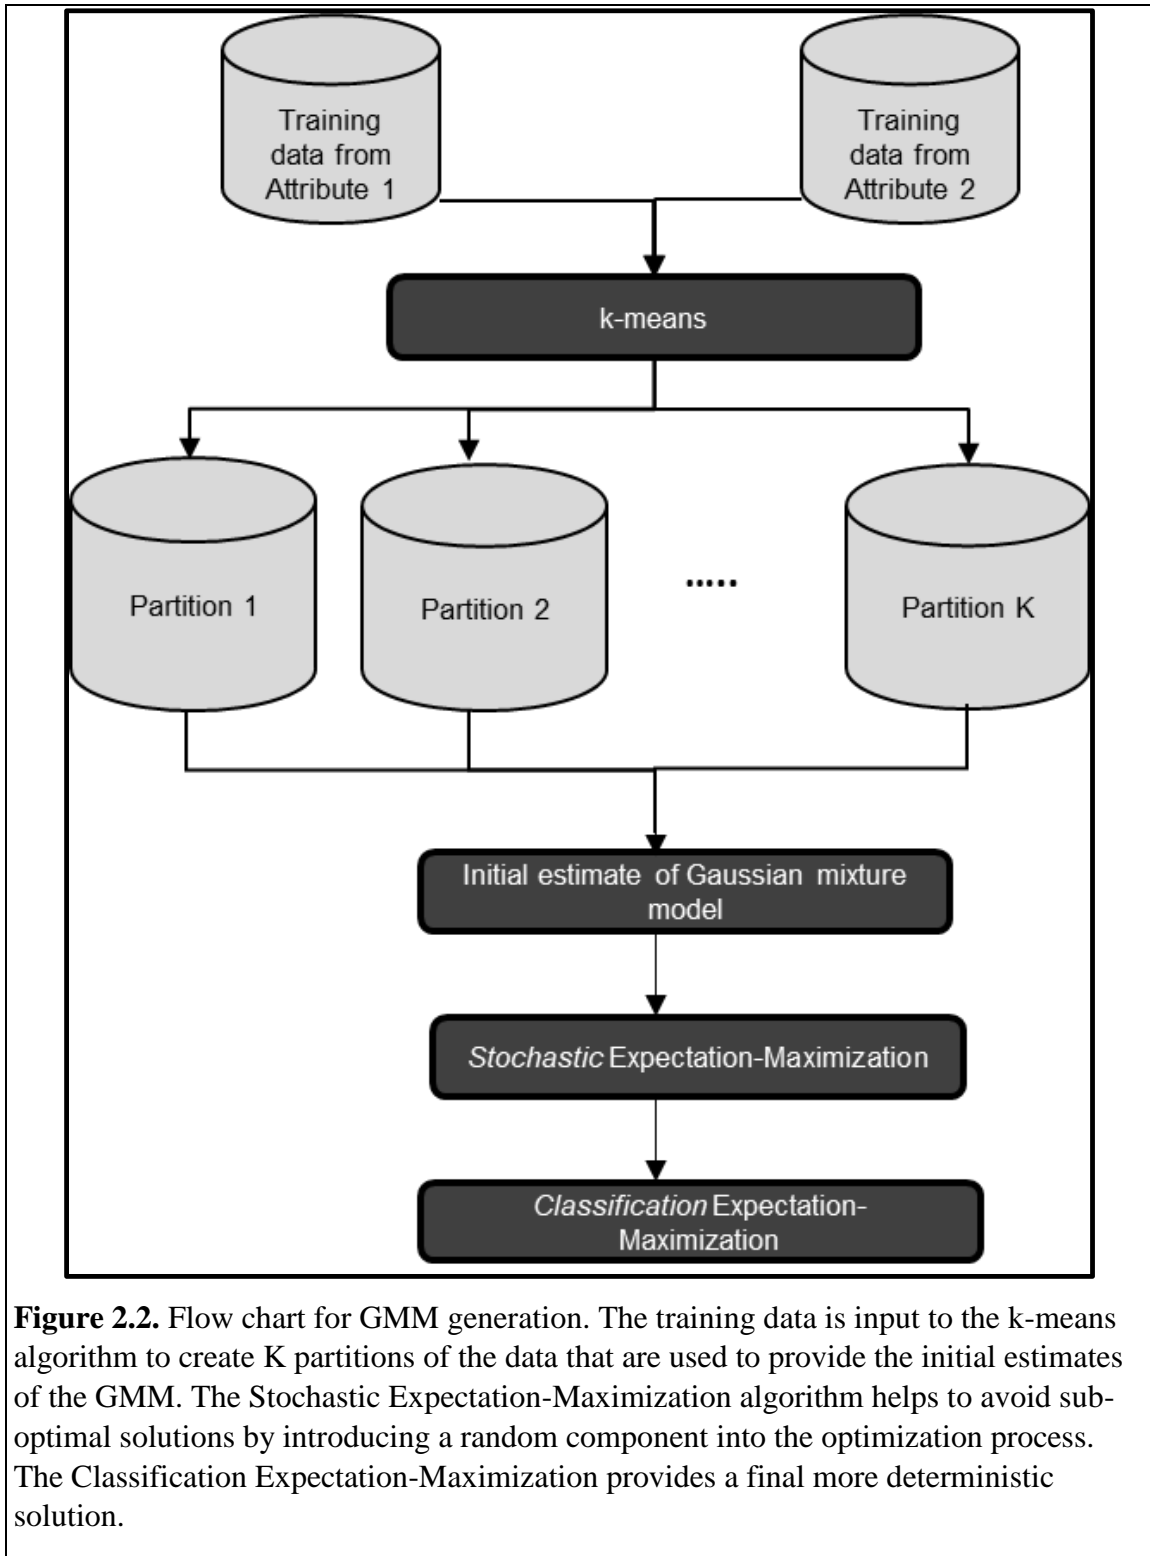 Training
data from
Attribute 1
Training
data from
Attribute 2
k-means
Partition 1
Partition 2
.....
Partition K
Initial estimate of Gaussian mixture
model
Stochastic Expectation-Maximization
Classification Expectation-
Maximization
Figure 2.2. Flow chart for GMM generation. The training data is input to the k-means
algorithm to create K partitions of the data that are used to provide the initial estimates
of the GMM. The Stochastic Expectation-Maximization algorithm helps to avoid sub-
optimal solutions by introducing a random component into the optimization process.
The Classification Expectation-Maximization provides a final more deterministic
solution.